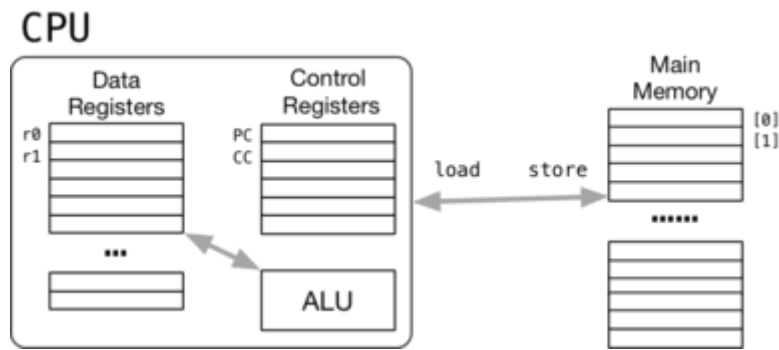 CPU
Data
Registers
r0
r1
...
Control
Registers
PC
CC
ALU
load store
Main
Memory
[0]
[1]
......